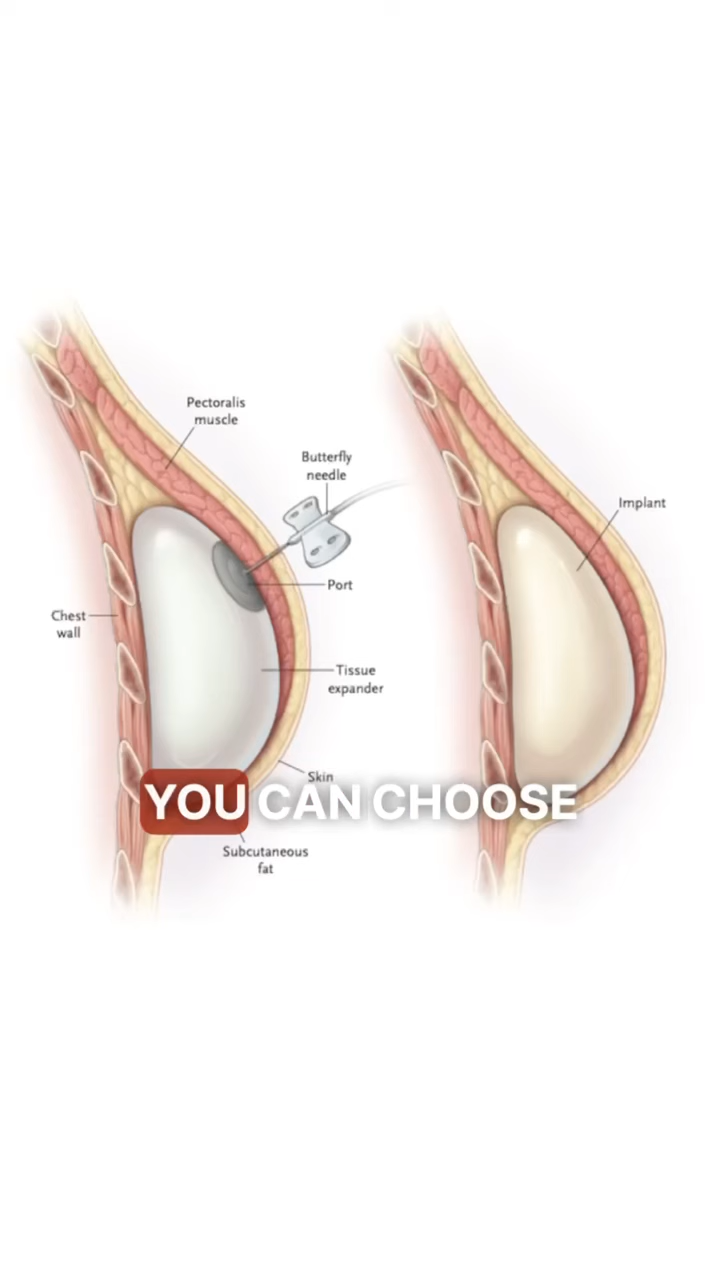 Pectoralis
muscle
Butterfly
needle
Implant
Port
Chest
wall
Tissue
expander
Skin
YOU CAN CHOOSE
Subcutaneous
fat